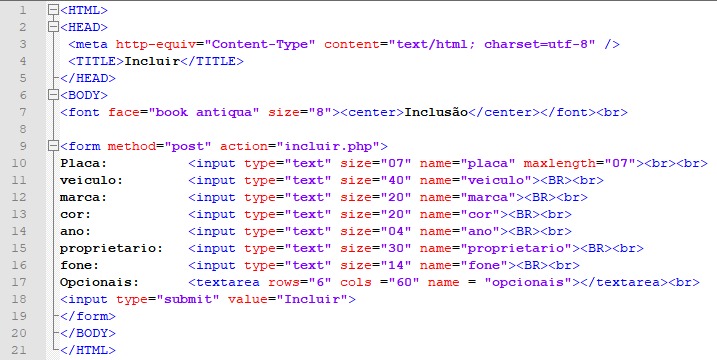 1 <HTML>
2 <HEAD>
3 <meta http-equiv="Content-Type" content="text/html; charset=utf-8" />
4 <TITLE>Incluir</TITLE>
5 </HEAD>
6 <BODY>
7 <font face="book antiqua" size="8"><center>Inclusão</center></font><br>
8
9 <form method="post" action="incluir.php">
10 Placa: <input type="text" size="07" name="placa" maxlength="07"><br><br>
11 veiculo: <input type="text" size="40" name="veiculo"><BR><br>
12 marca: <input type="text" size="20" name="marca"><BR><br>
13 cor: <input type="text" size="20" name="cor"><BR><br>
14 ano: <input type="text" size="04" name="ano"><BR><br>
15 proprietario: <input type="text" size="30" name="proprietario"><BR><br>
16 fone: <input type="text" size="14" name="fone"><BR><br>
17 Opcionais: <textarea rows="6" cols ="60" name = "opcionais"></textarea><br>
18 <input type="submit" value="Incluir">
19 </form>
20 </BODY>
21 </HTML>